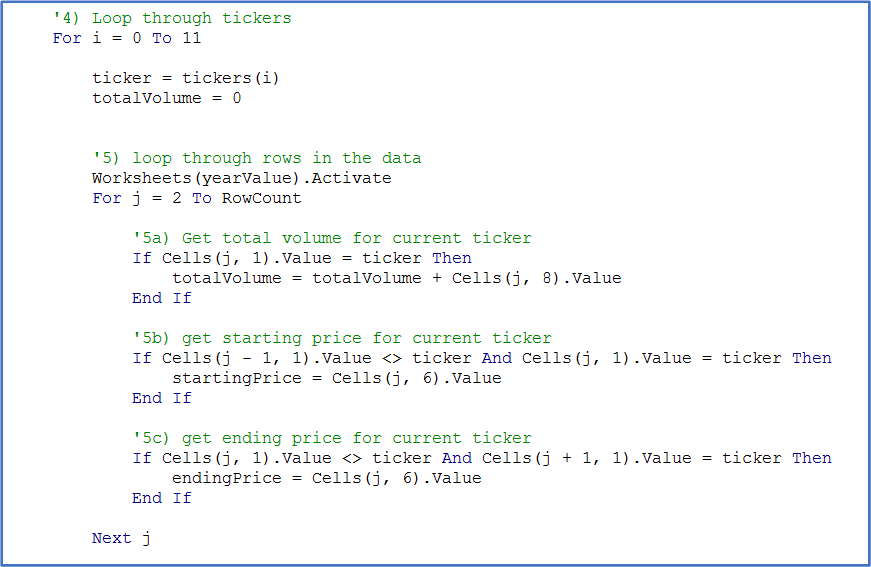 '4) Loop through tickers
For i = 0 To 11
ticker = tickers(i)
totalVolume = 0
'5) loop through rows in the data
Worksheets(yearValue).Activate
For j = 2 To RowCount
'5a) Get total volume for current ticker
If Cells(j, 1).Value = ticker Then
totalVolume = totalVolume + Cells(j, 8).Value
End If
'5b) get starting price for current ticker
If Cells(j - 1, 1).Value <> ticker And Cells(j, 1).Value = ticker Then
startingPrice = Cells(j, 6).Value
End If
'5c) get ending price for current ticker
If Cells(j, 1).Value <> ticker And Cells(j + 1, 1).Value = ticker Then
endingPrice = Cells(j, 6).Value
End If
Next j